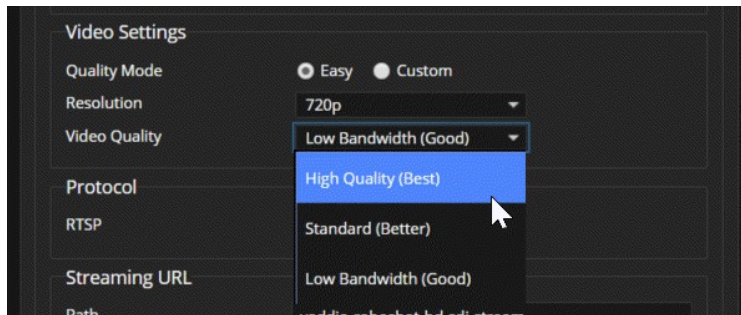 Video Settings
Quality Mode Easy Custom
Resolution 720p
Video Quality Low Bandwidth (Good)
High Quality (Best)
Protocol
RTSP
Standard (Better)
Streaming URL
Low Bandwidth (Good)
Path